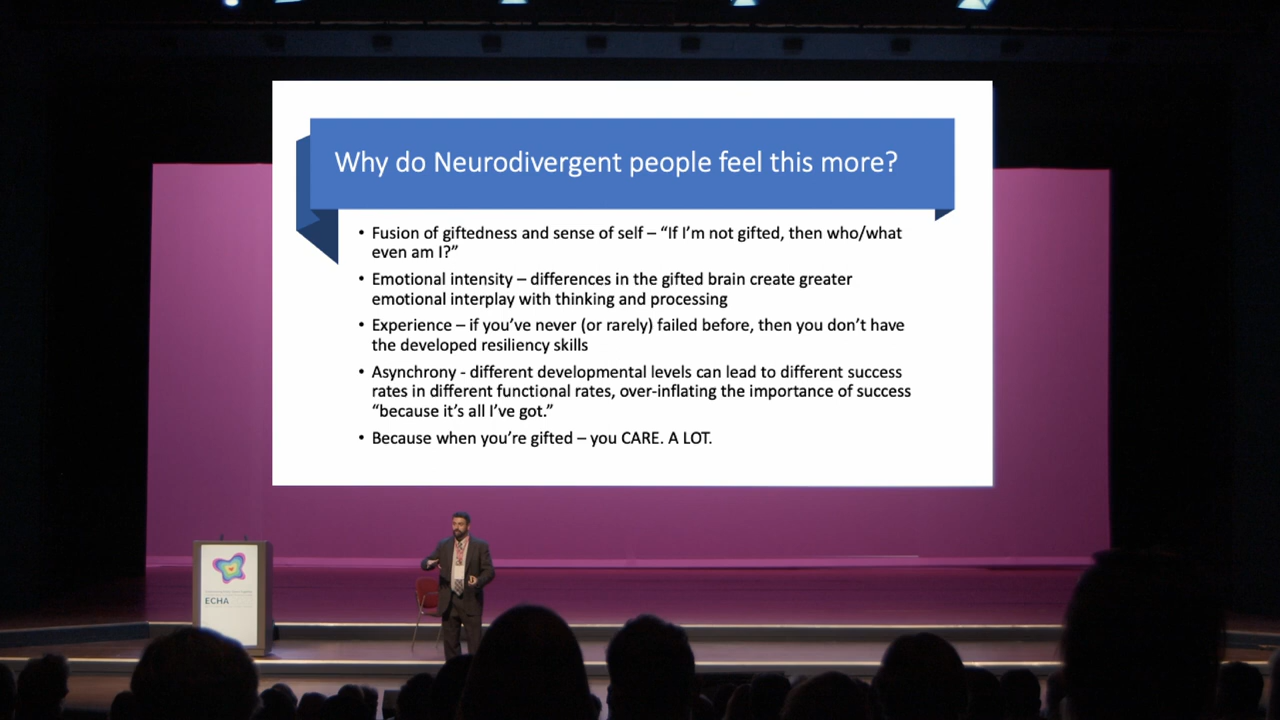 Why do Neurodivergent people feel this more?
• Fusion of giftedness and sense of self – “If I’m not gifted, then who/what
even am I?”
• Emotional intensity – differences in the gifted brain create greater
emotional interplay with thinking and processing
• Experience – if you’ve never (or rarely) failed before, then you don’t have
the developed resiliency skills
• Asynchrony - different developmental levels can lead to different success
rates in different functional rates, over-inflating the importance of success
“because it’s all I’ve got.”
• Because when you’re gifted – you CARE. A LOT.
ECHA